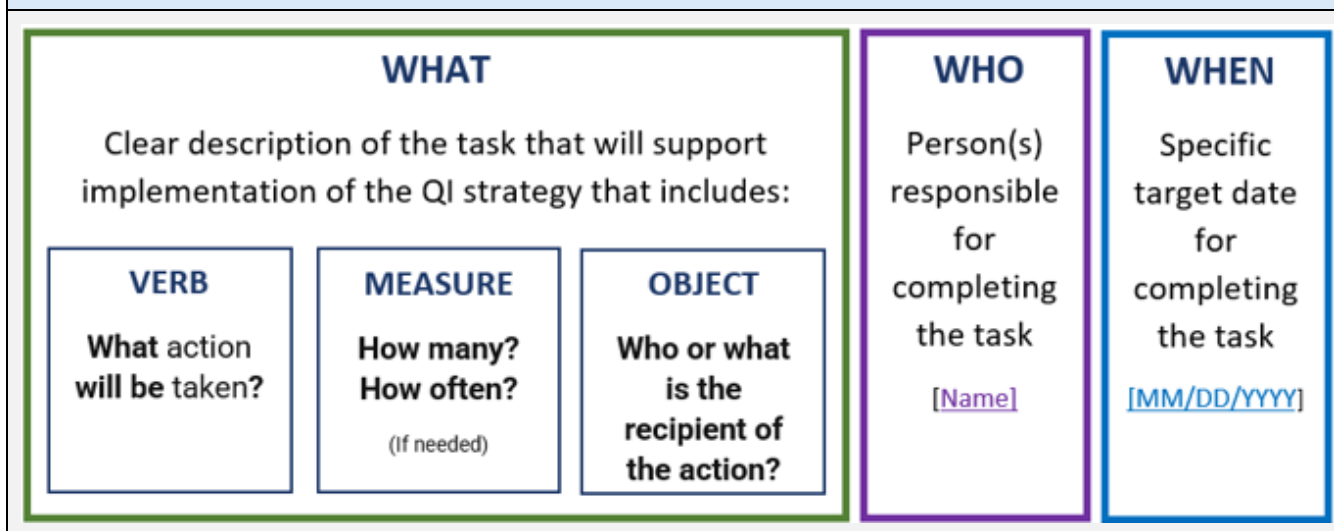 WHAT
Clear description of the task that will support
implementation of the QI strategy that includes:
VERB
What action
will be taken?
MEASURE
How many?
How often?
(If needed)
OBJECT
Who or what
is the
recipient of
the action?
WHO
Person(s)
responsible
for
completing
the task
[Name]
WHEN
Specific
target date
for
completing
the task
[MM/DD/YYYY]